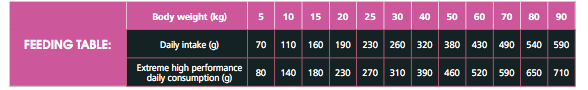 FEEDING TABLE:
Body weight (kg) 5 10 15 20 25 30 40 50 60 70 80 90
Daily intake (g) 70 110 160 190 230 260 320 380 430 490 540 590
Extreme high performance
daily consumption (g) 80 140 180 230 270 310 390 460 520 590 650 710